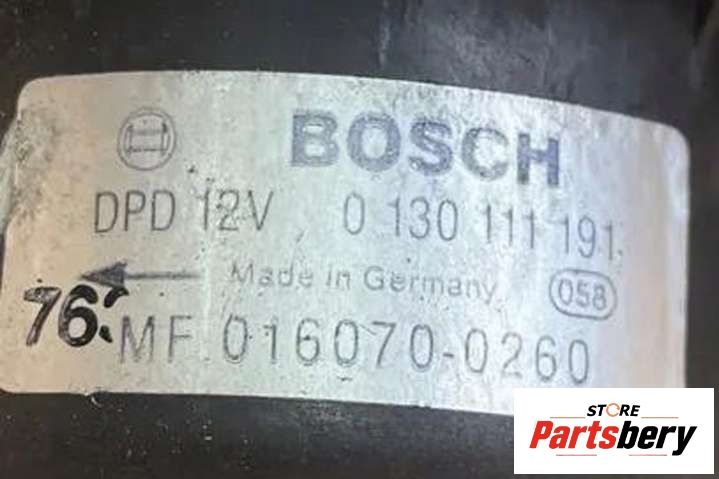 BOSCH
DPD 12V 0 130 111 191
Made in Germany 058
MF 016070-0260
STORE
Partsbery